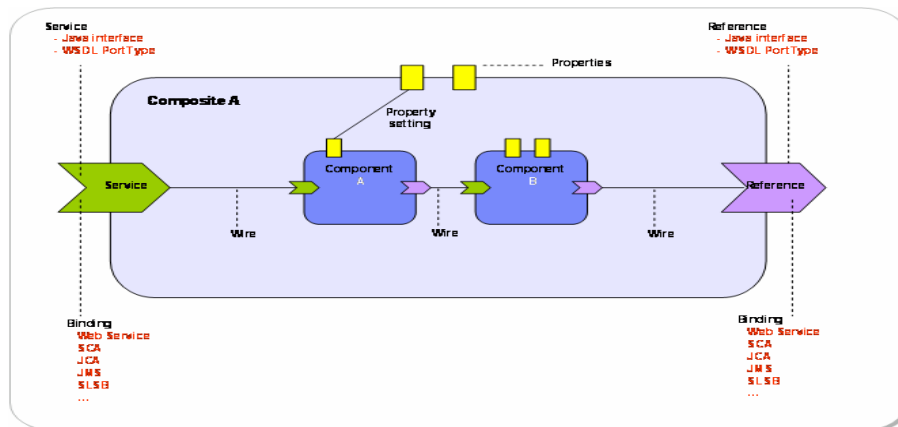 Service
- Java interface
- WSDL PortType
Reference
- Java interface
- WSDL PortType
Properties
Composite A
Property
setting
Service
Component
A
Component
B
Reference
Wire
Wire
Wire
Binding
Web Service
SCA
JCA
JMS
SLSB
...
Binding
Web Service
SCA
JCA
JMS
SLSB
...